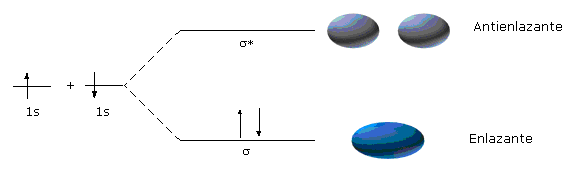 Antienlazante
σ*
+
1s
1s
Enlazante
σ